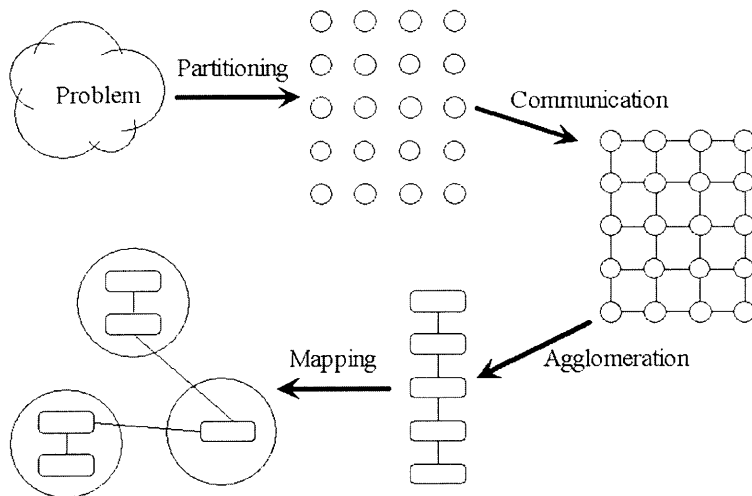 Problem
Partitioning
Communication
Agglomeration
Mapping